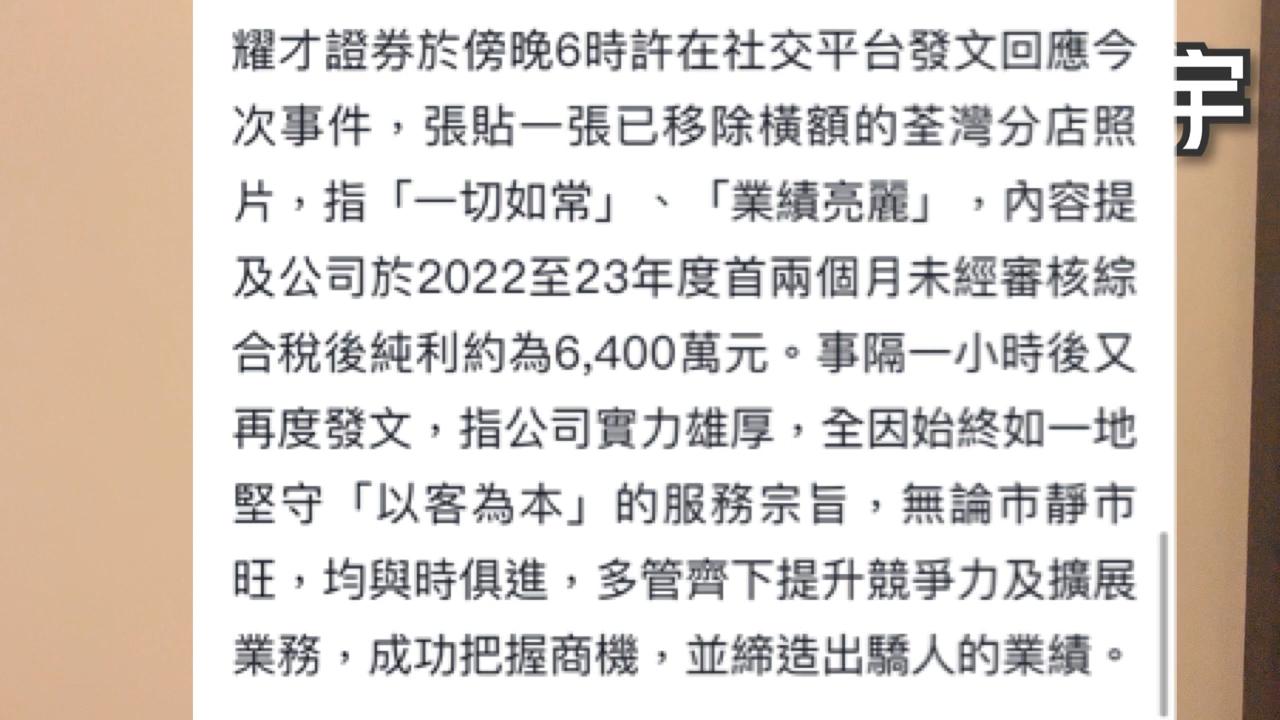 耀才證券於傍晚6時許在社交平台發文回應今
次事件，張貼一張已移除橫額的荃灣分店照
片，指「一切如常」、「業績亮麗」，內容提
及公司於2022至23年度首兩個月未經審核綜
合稅後純利約為6,400萬元。事隔一小時後又
再度發文，指公司實力雄厚，全因始終如一地
堅守「以客為本」的服務宗旨，無論市靜市
旺，均與時俱進，多管齊下提升競爭力及擴展
業務，成功把握商機，並締造出驕人的業績。